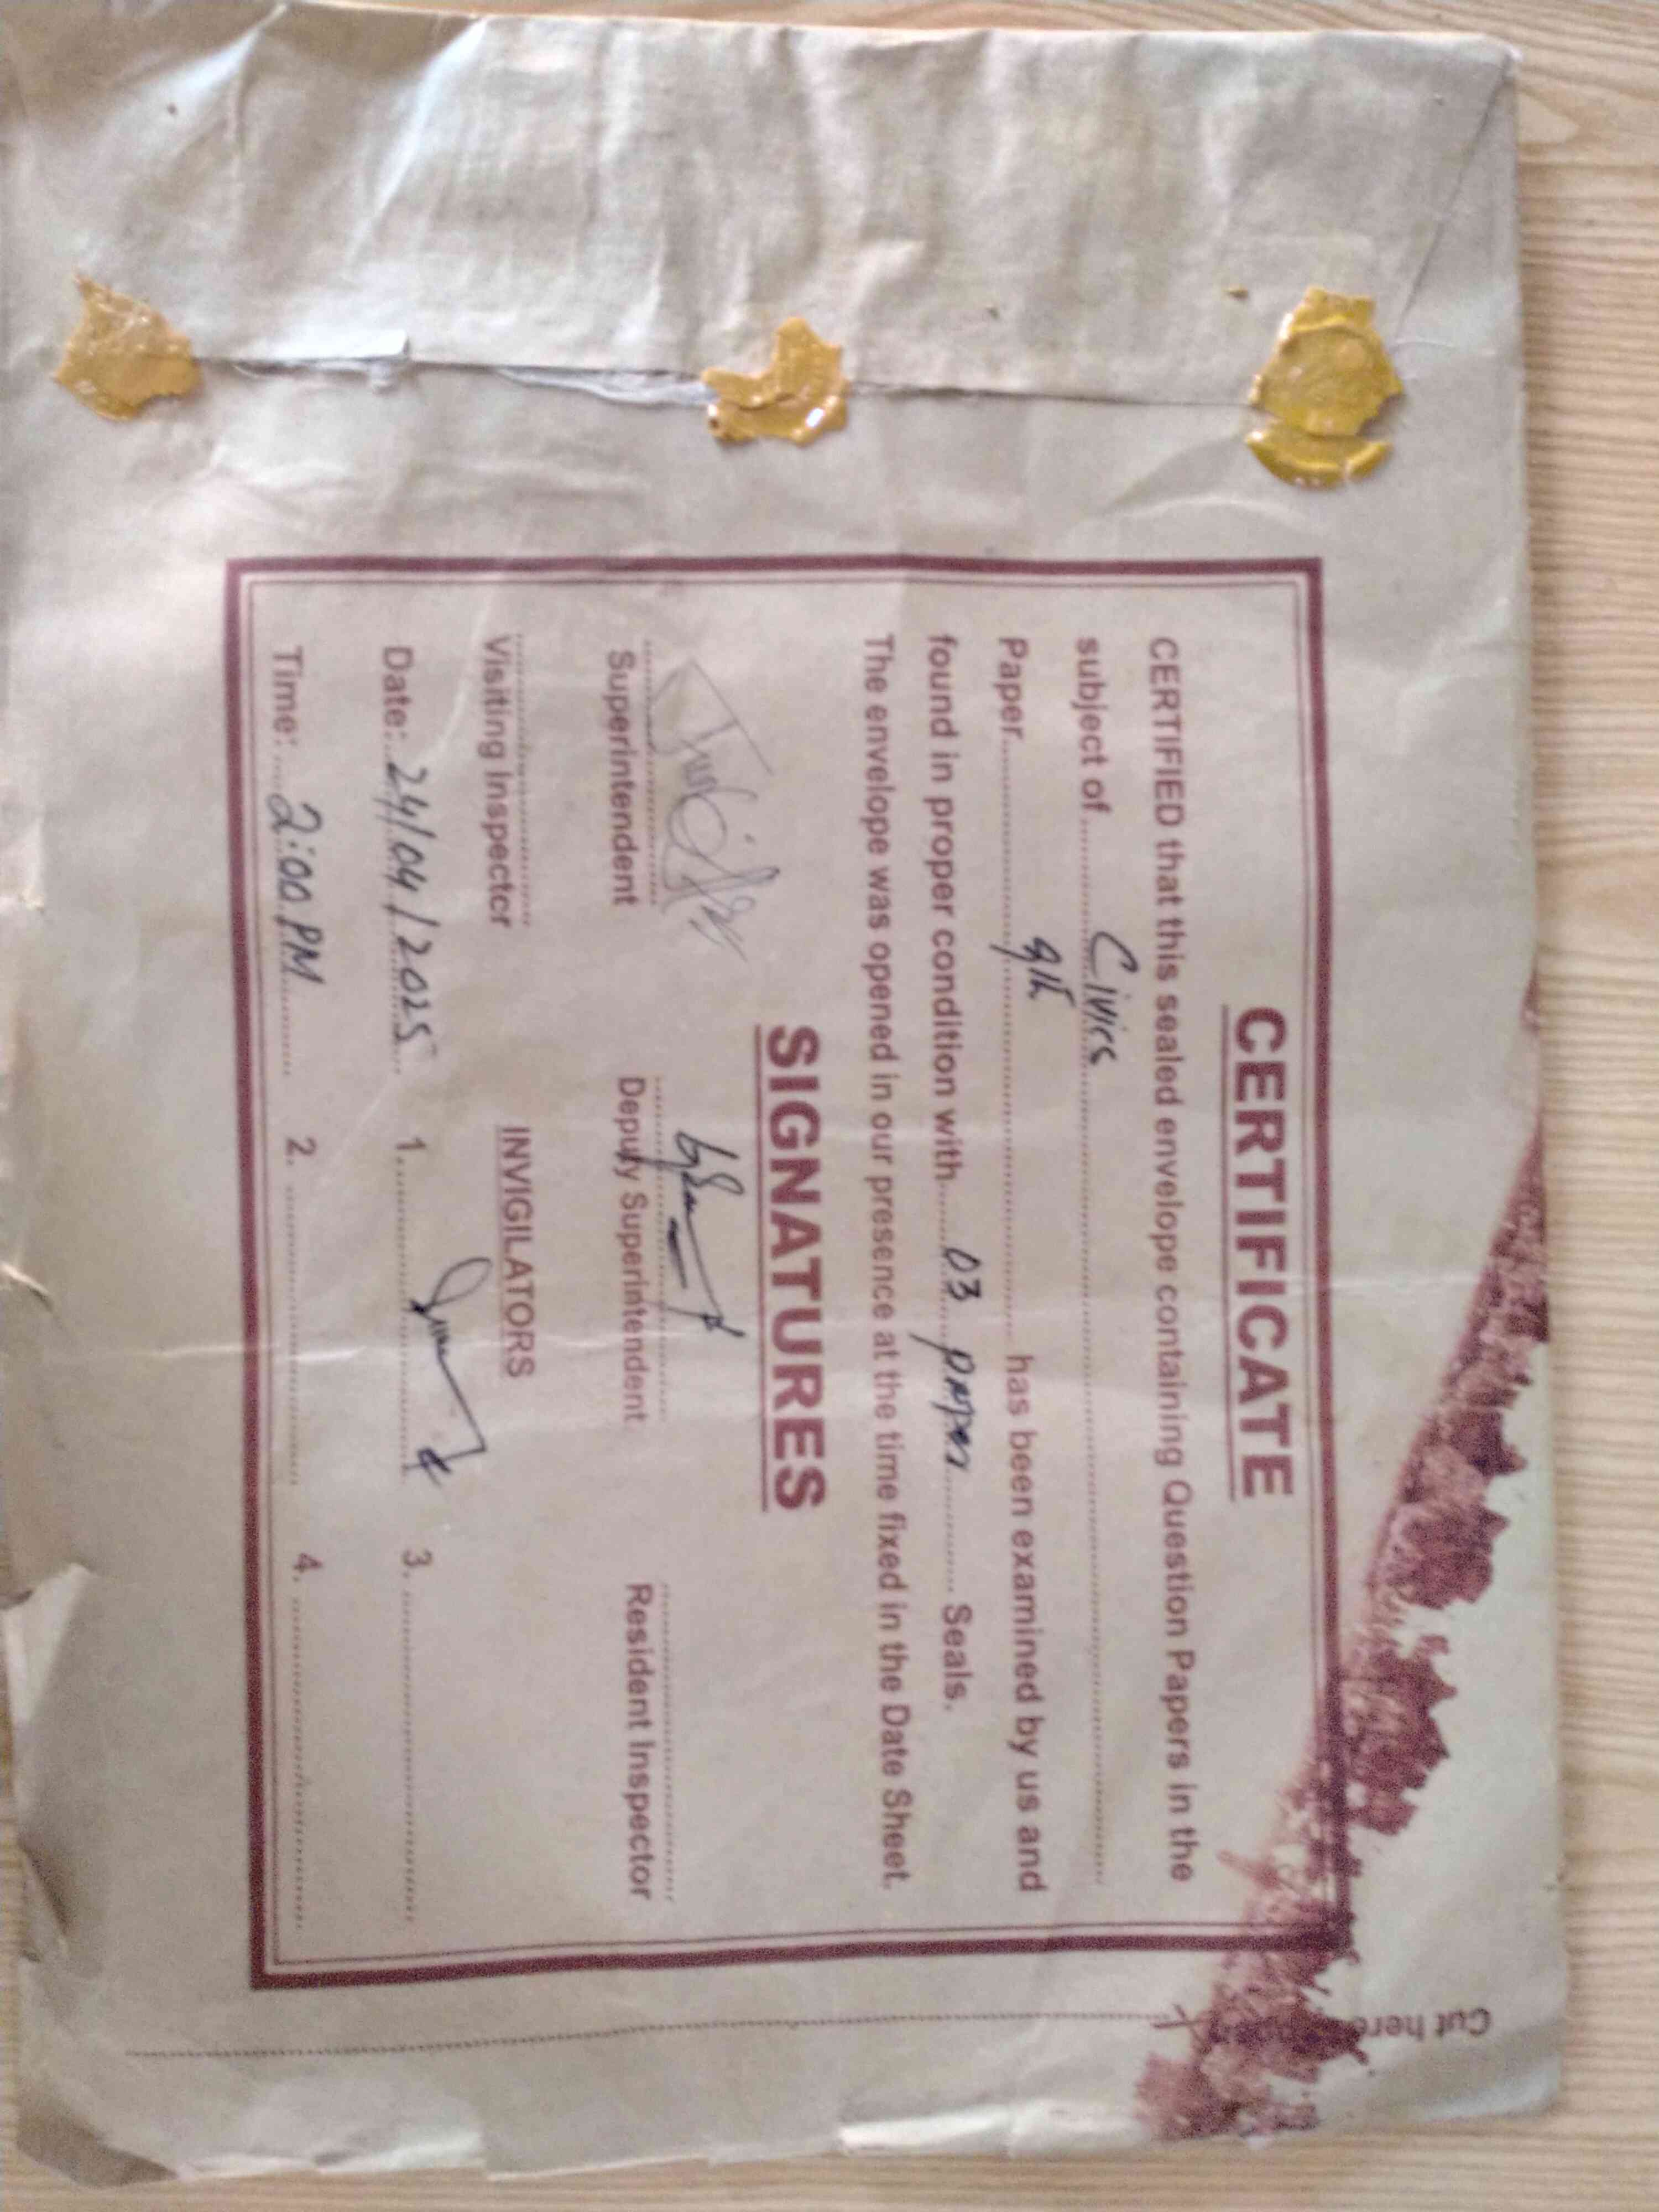 CERTIFICATE
CERTIFIED that this sealed envelope containing Question Papers in the
subject of.......Civics..............................
Paper..........9th.................... has been examined by us and
found in proper condition with......03....paper......... Seals.
The envelope was opened in our presence at the time fixed in the Date Sheet.
SIGNATURES
Superintendent Deputy Superintendent Resident Inspector
Visiting Inspector INVIGILATORS
Date:..24/04/2025... 1........................ 3. ........................
Time:....2:00 PM........ 2. ........................ 4. ........................
Cut here